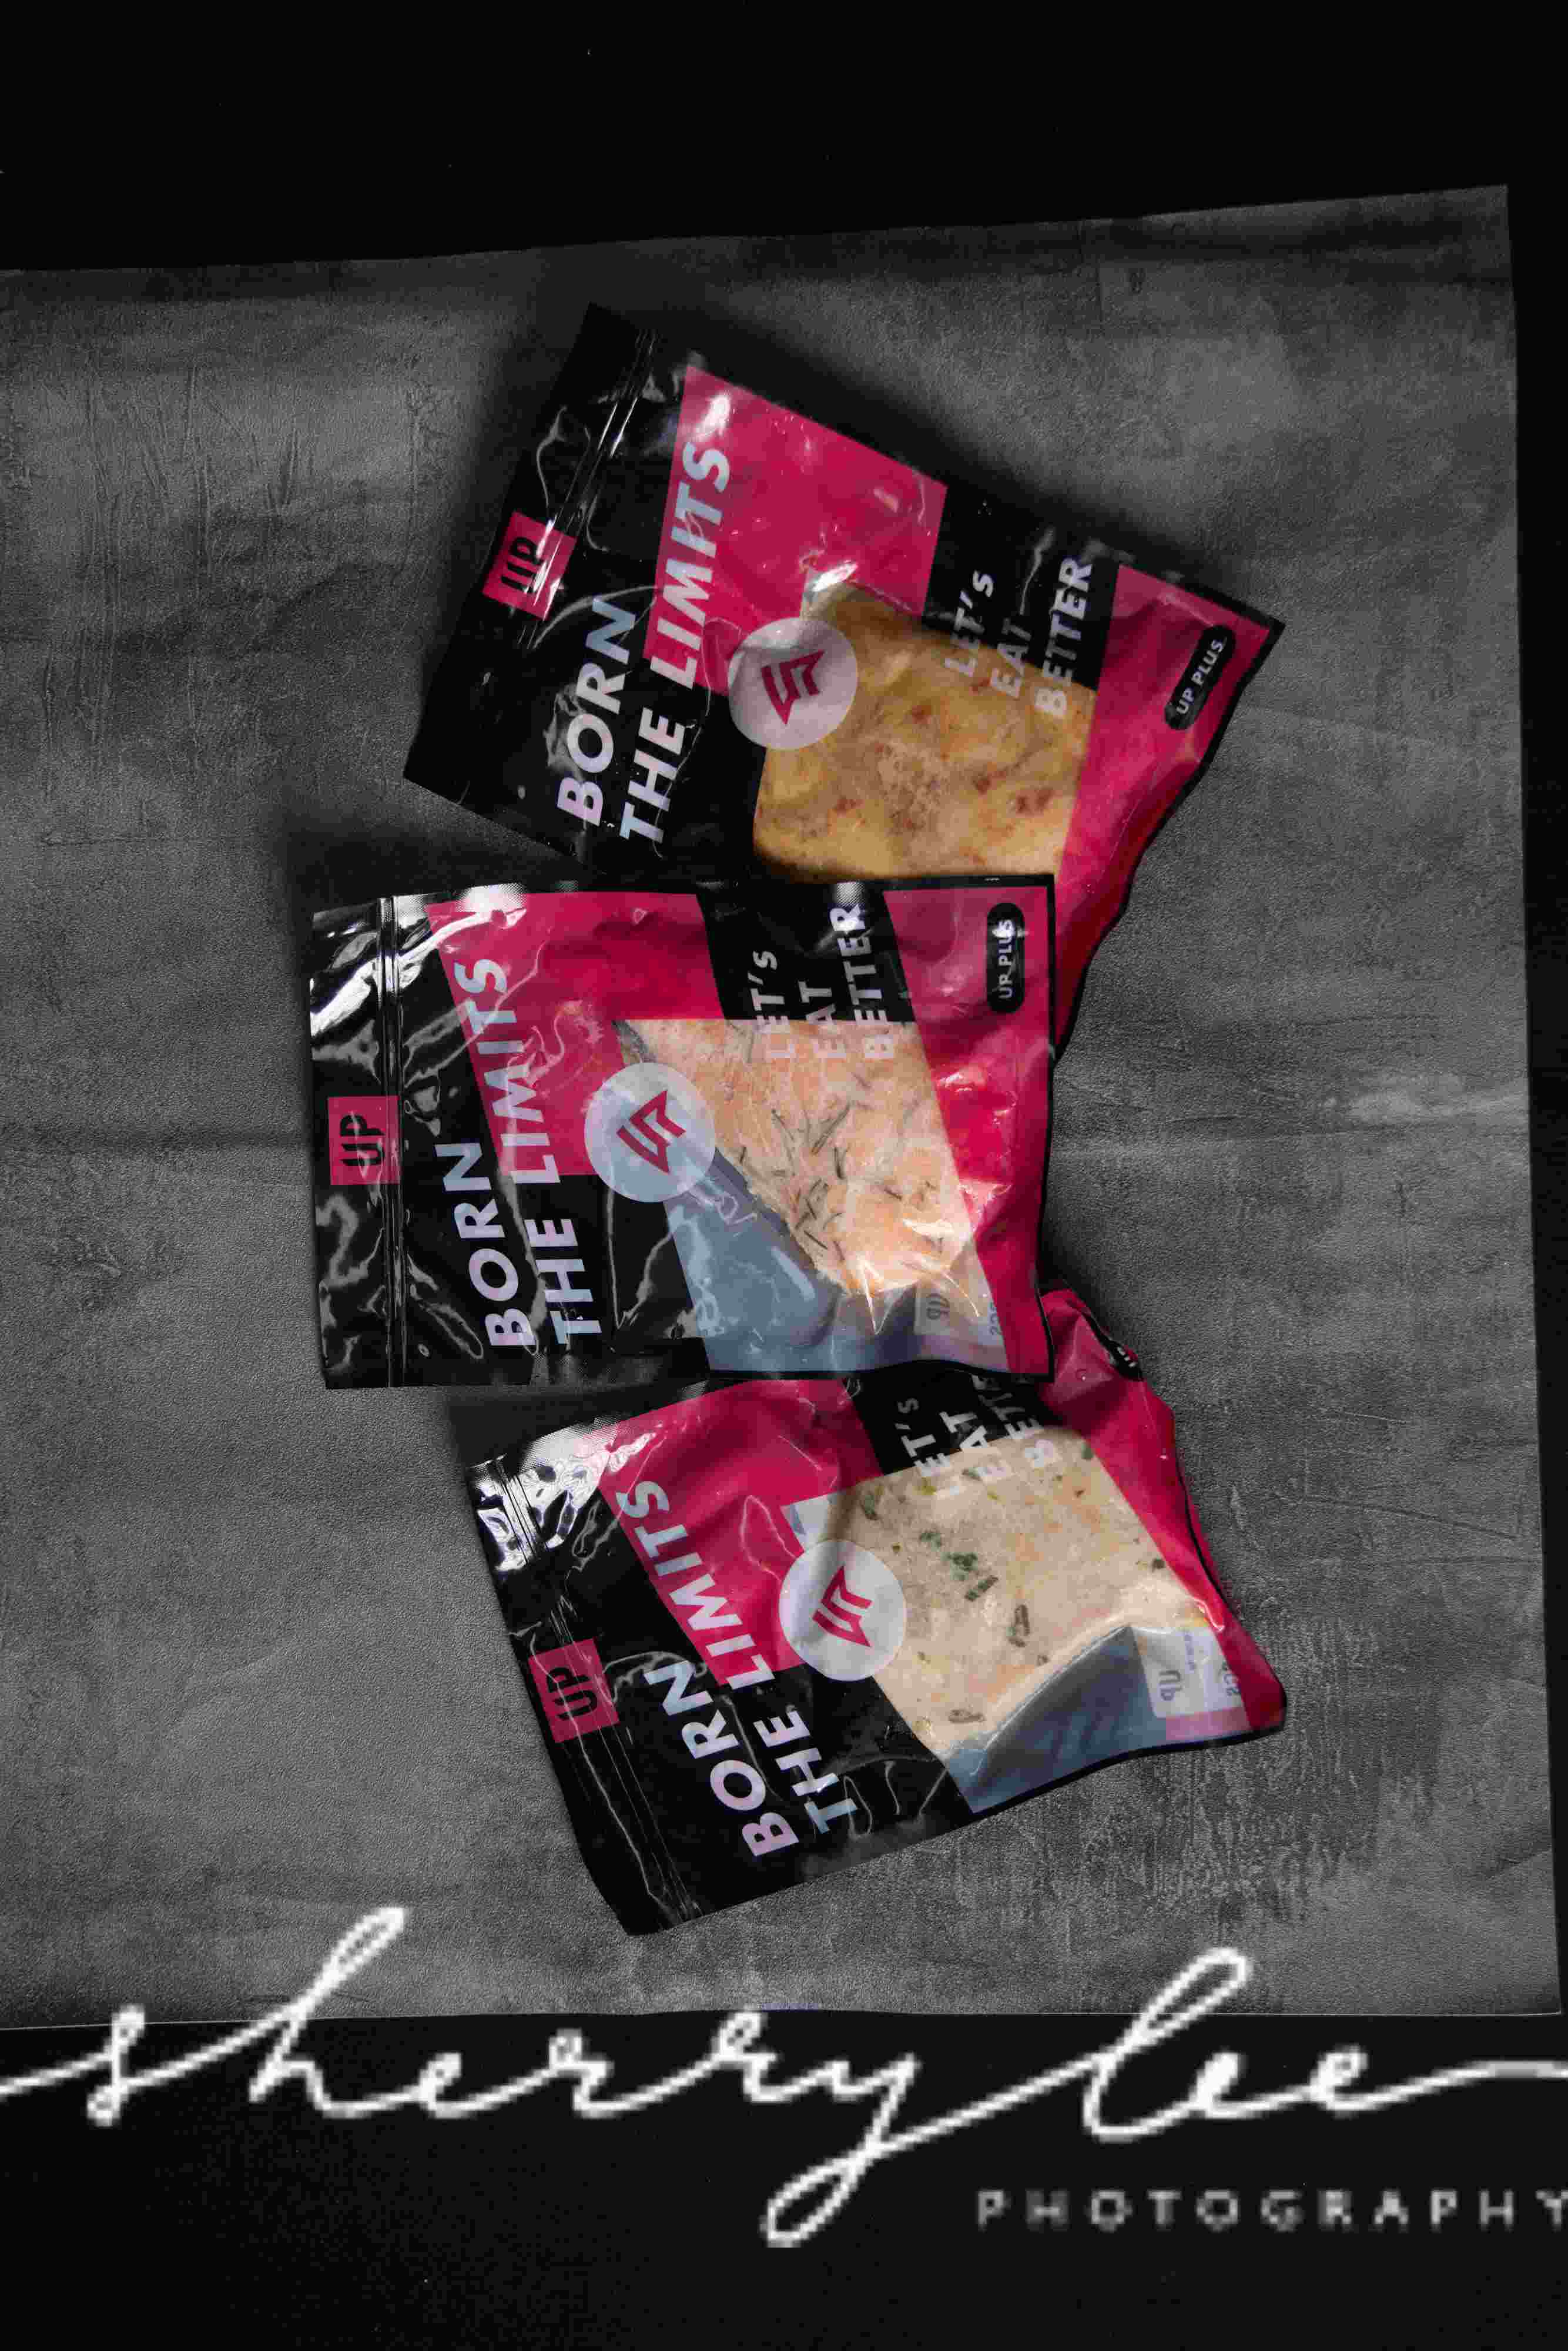 UP
BORN
THE LIMITS
LET's
EAT
BETTER
UP PLUS
UP
BORN
THE LIMITS
LET's
EAT
BETTER
UP PLUS
UP
BORN
THE LIMITS
LET's
EAT
sherry lee
PHOTOGRAPHY